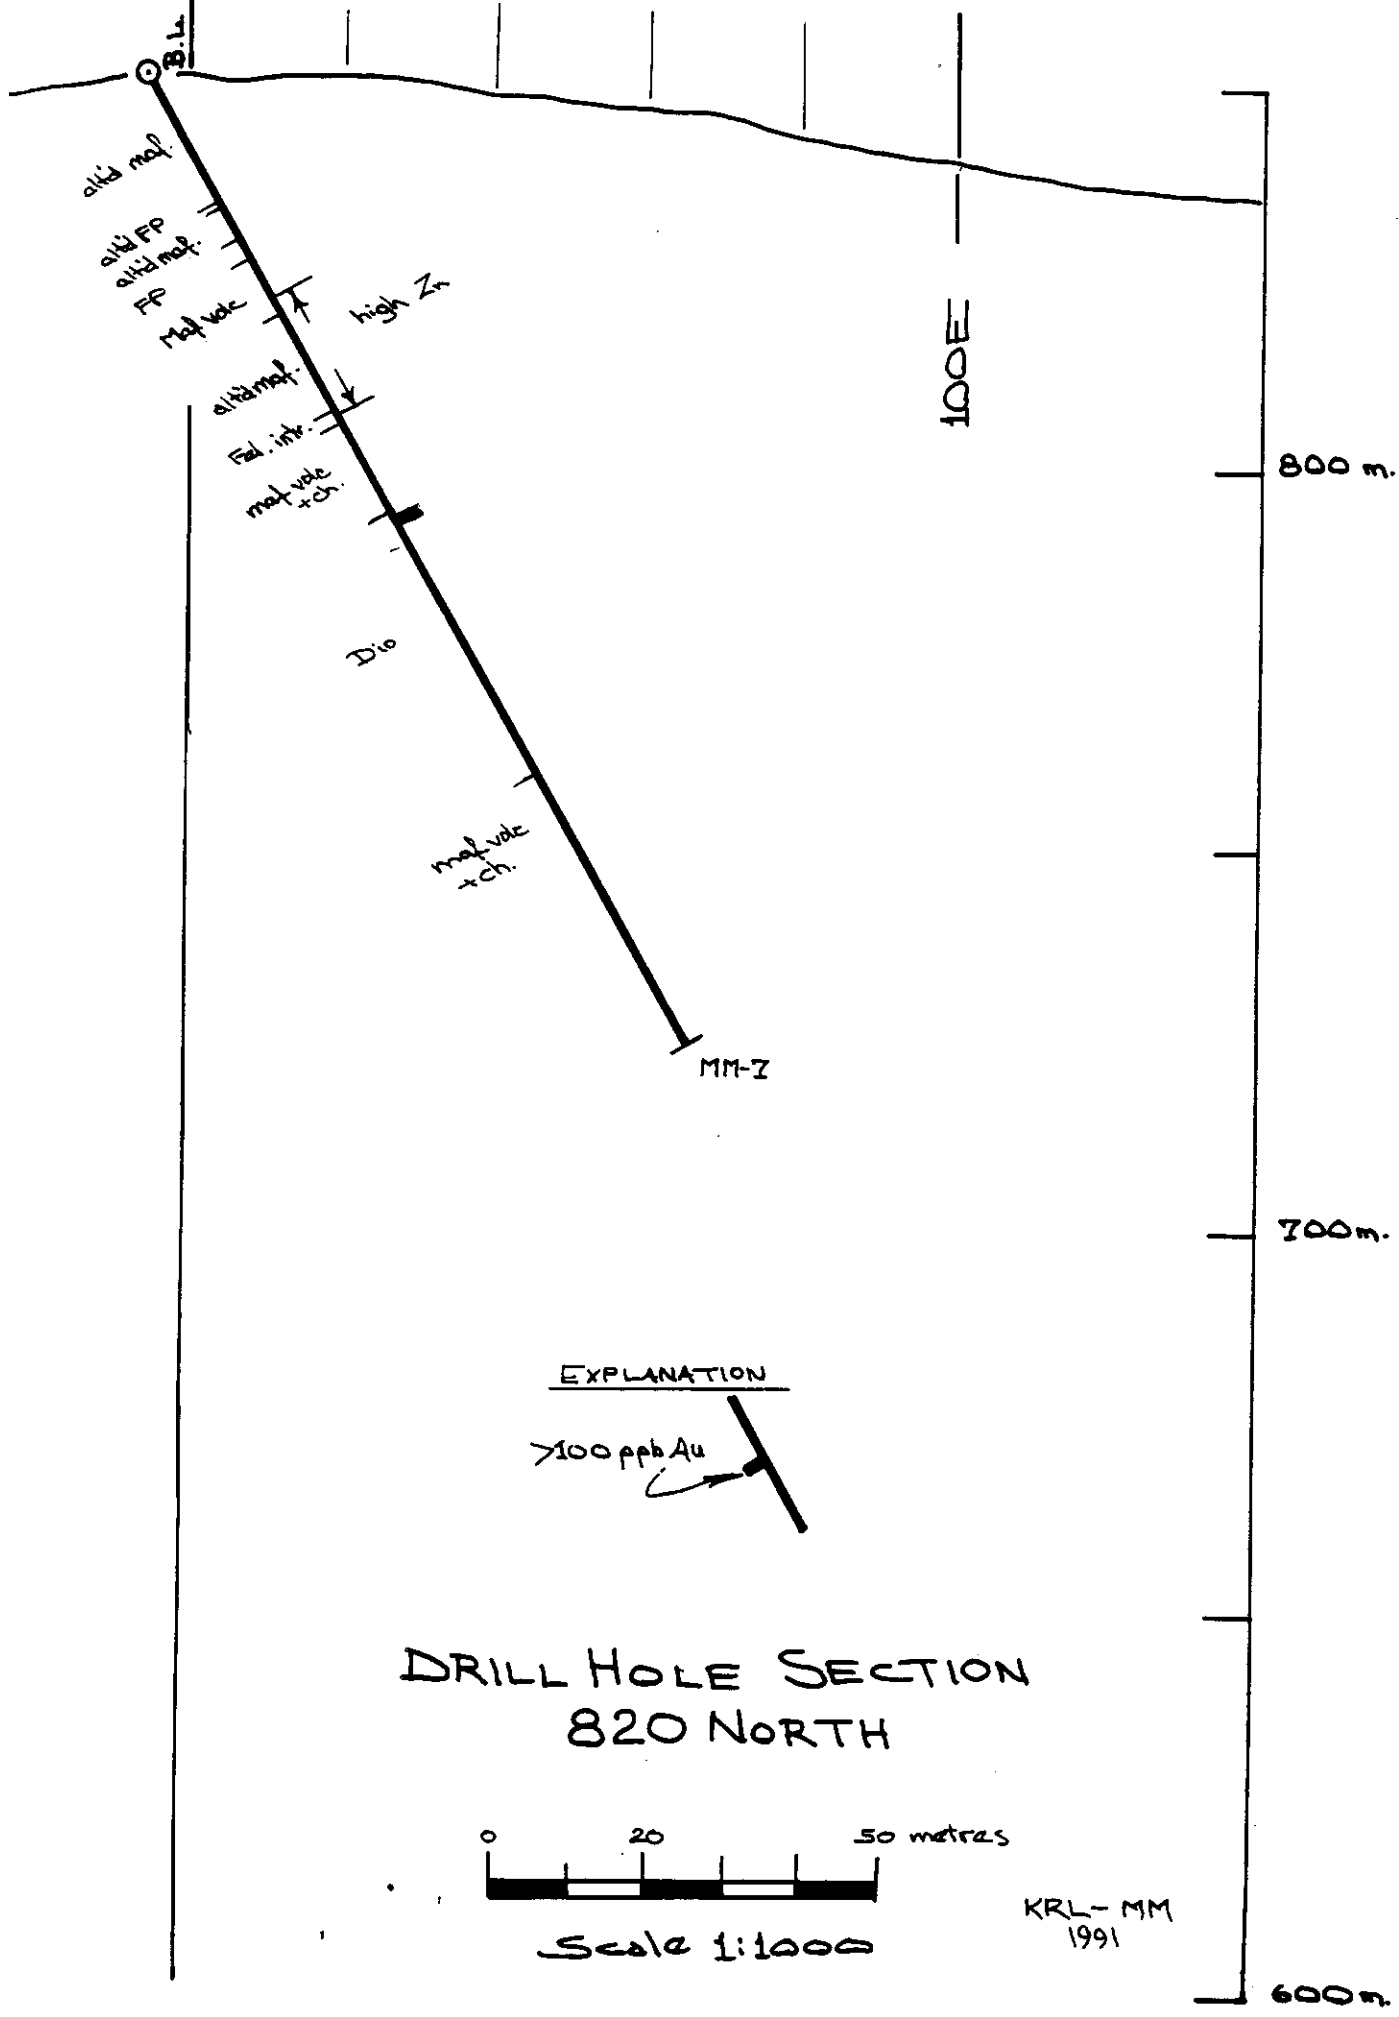 B.L.
alt'd maf.
alt'd FP
alt'd maf.
FP
Maf volc
high Zn
alt'd maf.
Fel. intr.
maf volc
+ch.
Dio
maf volc
+ch.
MM-7
100E
800 m.
700m.
EXPLANATION
>100 ppb Au
DRILL HOLE SECTION
820 NORTH
0 20 50 metres
Scale 1:1000
KRL-MM
1991
600m.